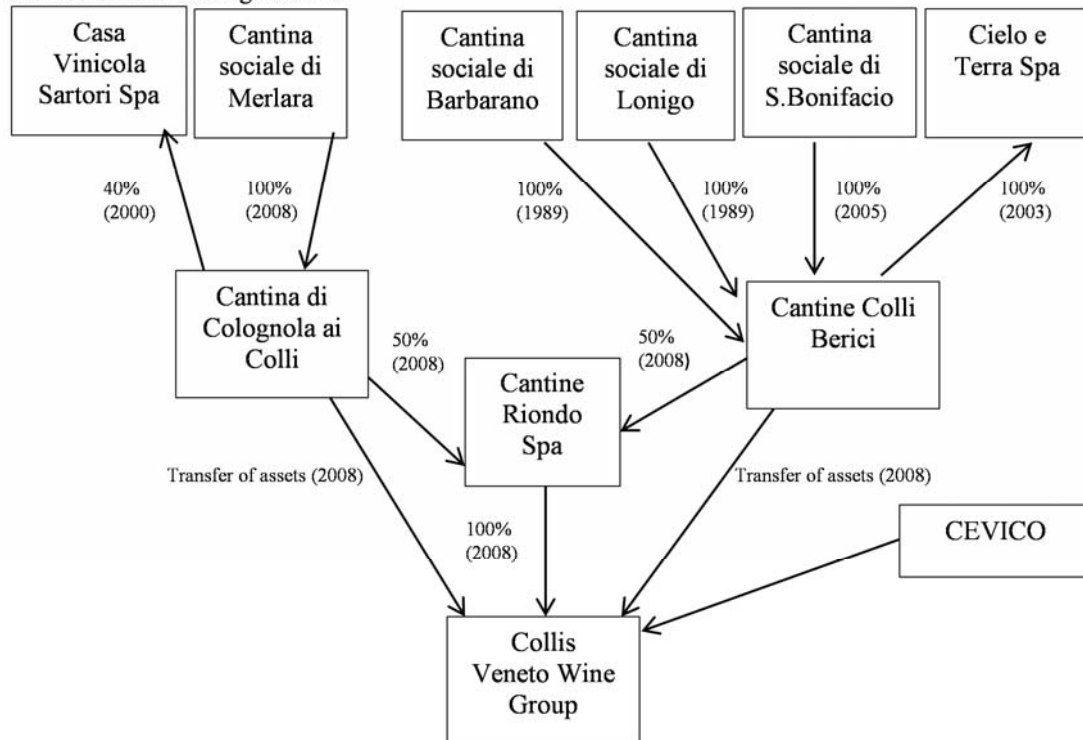 Casa
Vinicola
Sartori Spa
Cantina
sociale di
Merlara
Cantina
sociale di
Barbarano
Cantina
sociale di
Lonigo
Cantina
sociale di
S.Bonifacio
Cielo e
Terra Spa
40%
(2000)
100%
(2008)
100%
(1989)
100%
(1989)
100%
(2005)
100%
(2003)
Cantina di
Colognola ai
Colli
50%
(2008)
Cantine
Riondo
Spa
50%
(2008)
Cantine Colli
Berici
Transfer of assets (2008)
100%
(2008)
Transfer of assets (2008)
CEVICO
Collis
Veneto Wine
Group